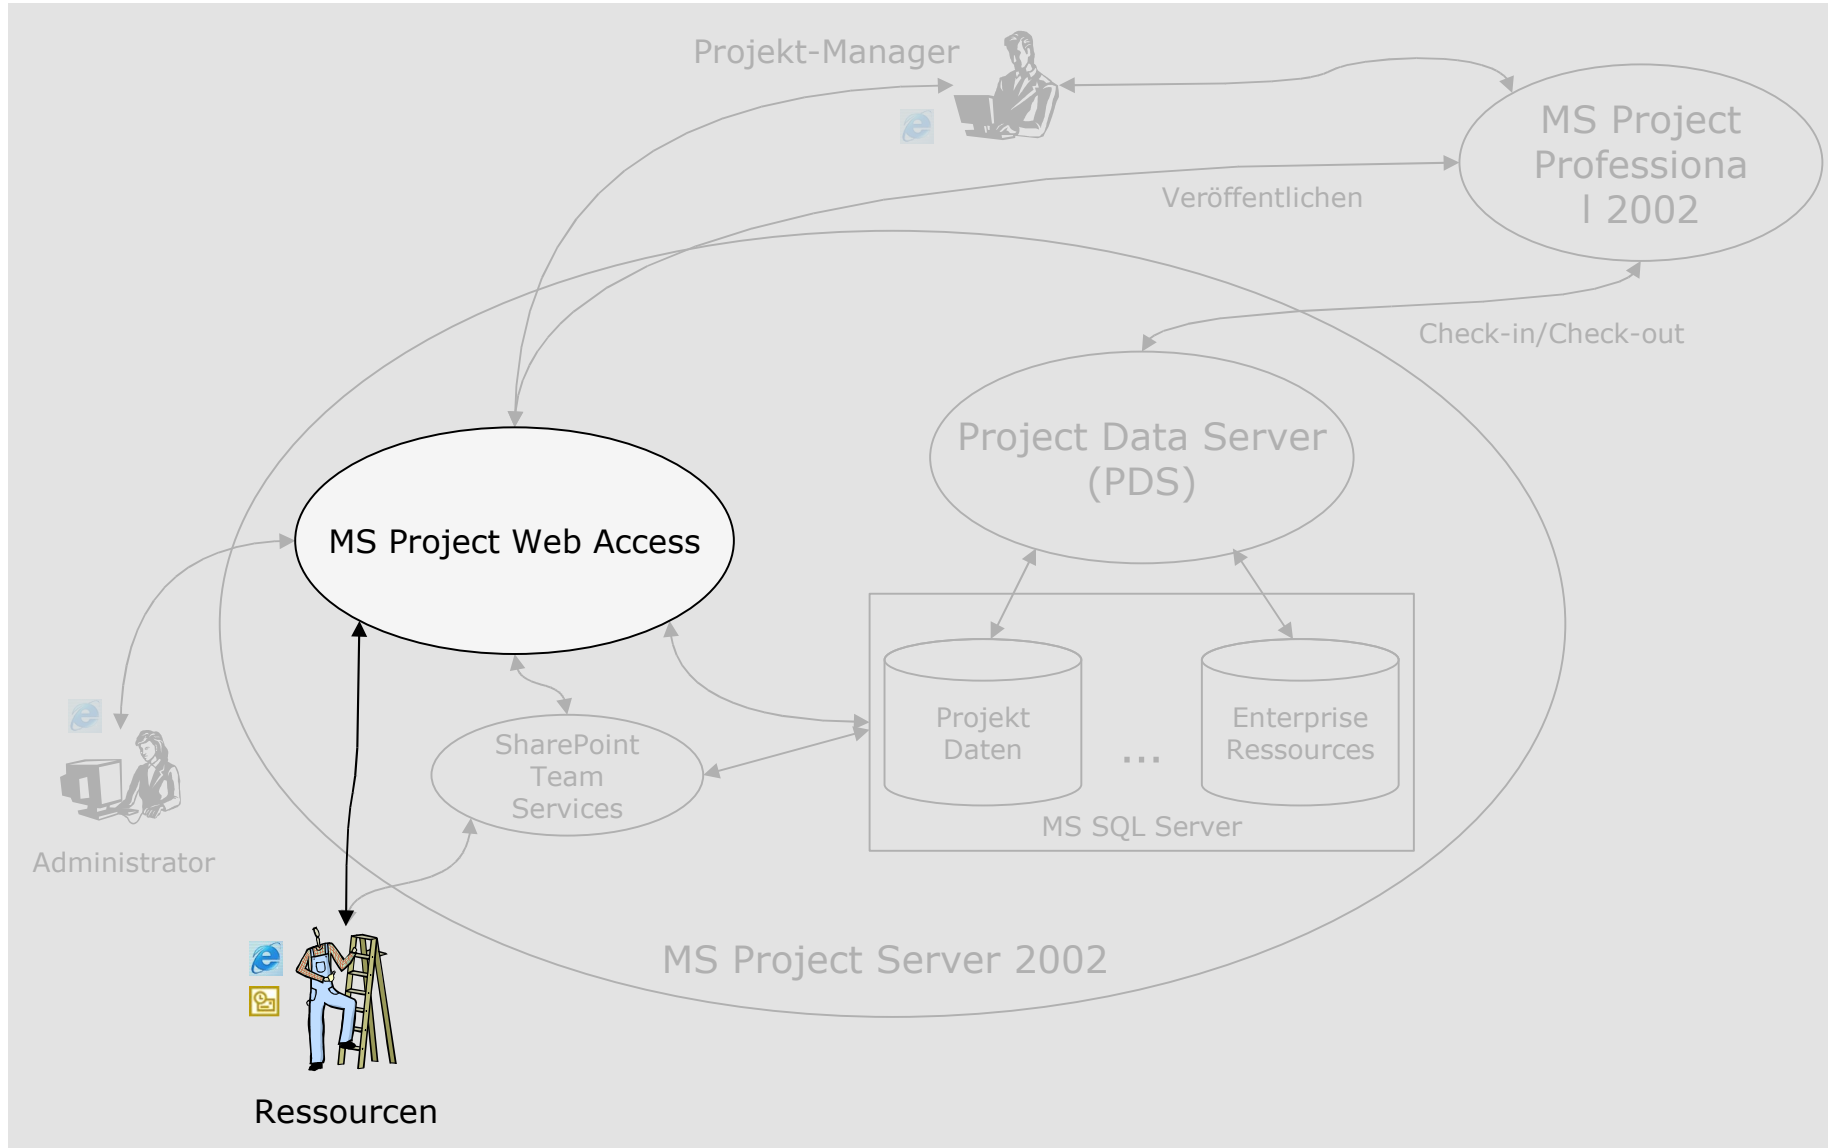 Projekt-Manager
MS Project
Professiona
l 2002
Veröffentlichen
Check-in/Check-out
Project Data Server
(PDS)
MS Project Web Access
Projekt
Daten
...
Enterprise
Ressources
SharePoint
Team
Services
MS SQL Server
Administrator
MS Project Server 2002
Ressourcen